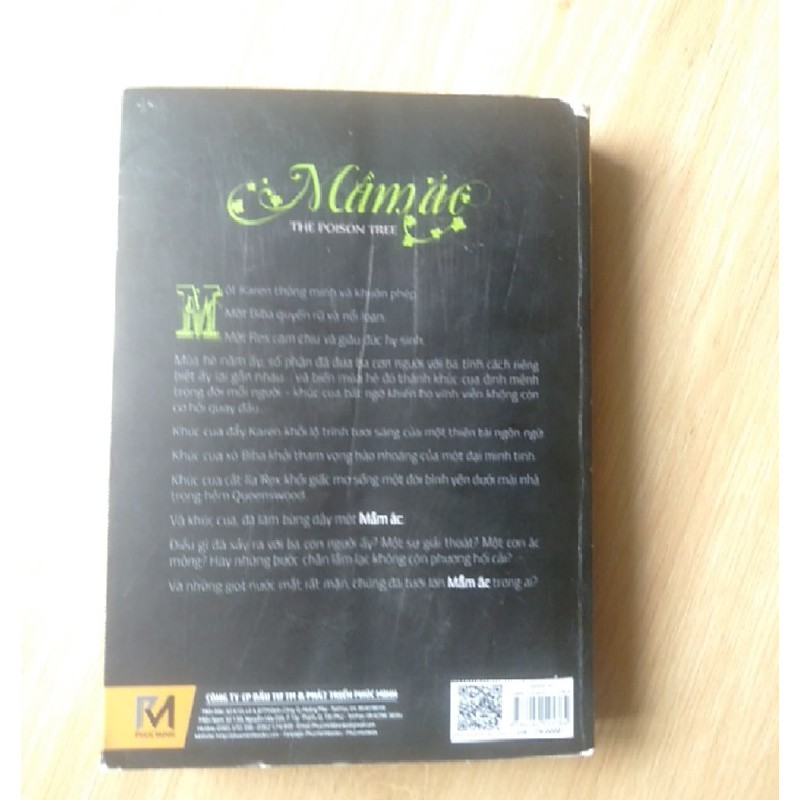 Mầm ác
THE POISON TREE
Một Karen thông minh và khuôn phép.
Một Biba quyến rũ và nổi loạn.
Một Rex cam chịu và giàu đức hy sinh.
Mùa hè năm ấy, số phận đã đưa ba con người với ba tính cách riêng
biệt ấy lại gần nhau - và biến mùa hè đó thành khúc cua định mệnh
trong đời mỗi người - khúc cua bất ngờ khiến họ vĩnh viễn không còn
cơ hội quay đầu.
Khúc cua đẩy Karen khỏi lộ trình tươi sáng của một thiên tài ngôn ngữ.
Khúc cua xô Biba khỏi tham vọng hào nhoáng của một đại minh tinh.
Khúc cua cắt lìa Rex khỏi giấc mơ sống một đời bình yên dưới mái nhà
trong hẻm Queenswood.
Và khúc cua, đã làm bừng dậy một Mầm ác.
Điều gì đã xảy ra với ba con người ấy? Một sự giải thoát? Một cơn ác
mộng? Hay những bước chân lầm lạc không còn phương hối cải?
Và những giọt nước mắt rất mặn, chúng đã tưới lớn Mầm ác trong ai?
PHUC MINH
CÔNG TY CP ĐẦU TƯ TM & PHÁT TRIỂN PHÚC MINH